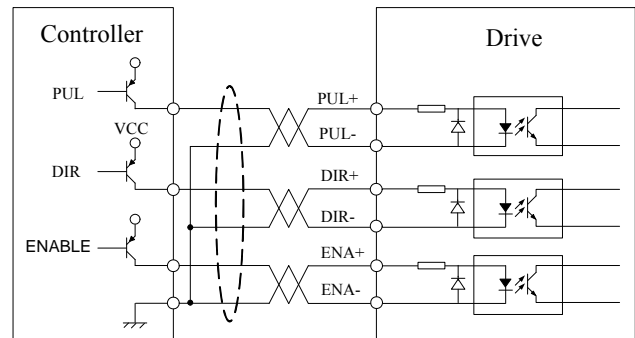 Controller
Drive
PUL
VCC
DIR
ENABLE
PUL+
PUL-
DIR+
DIR-
ENA+
ENA-